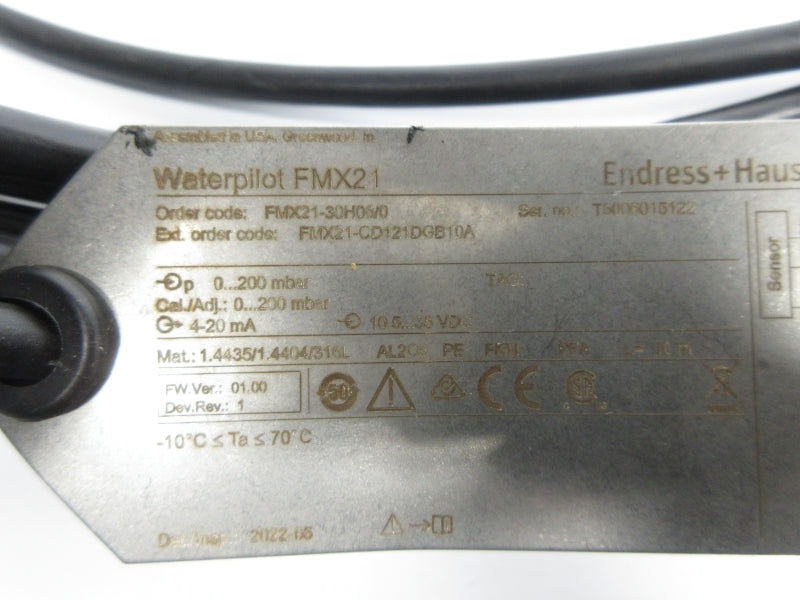 Assembled in USA, Greenwood, In
Waterpilot FMX21
Endress+Haus
Order code: FMX21-30H06/0
Ser. no.: T5006015122
Ext. order code: FMX21-CD121DGB10A
p 0...200 mbar
TAG:
Cal./Adj.: 0...200 mbar
4-20 mA 10.5...35 VDC
Mat.: 1.4435/1.4404/316L AL2O3 PE FKM
FW.Ver.: 01.00
Dev.Rev.: 1
CE
-10°C ≤ Ta ≤ 70°C
2022-05
Sensor